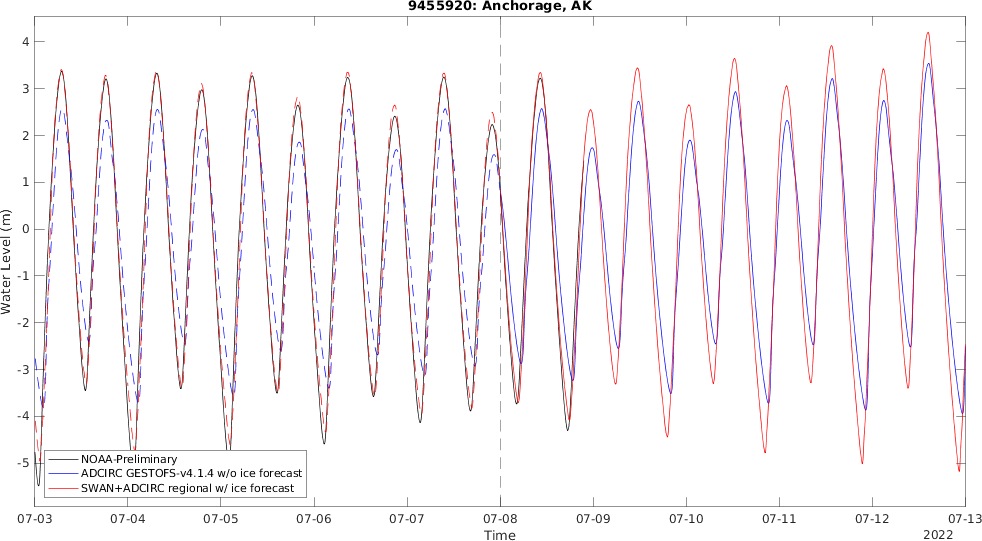 9455920: Anchorage, AK
4
3
2
1
0
-1
-2
-3
-4
-5
Water Level (m)
NOAA-Preliminary
ADCIRC GESTOFS-v4.1.4 w/o ice forecast
SWAN+ADCIRC regional w/ ice forecast
07-03 07-04 07-05 07-06 07-07 07-08 07-09 07-10 07-11 07-12 07-13
Time
2022